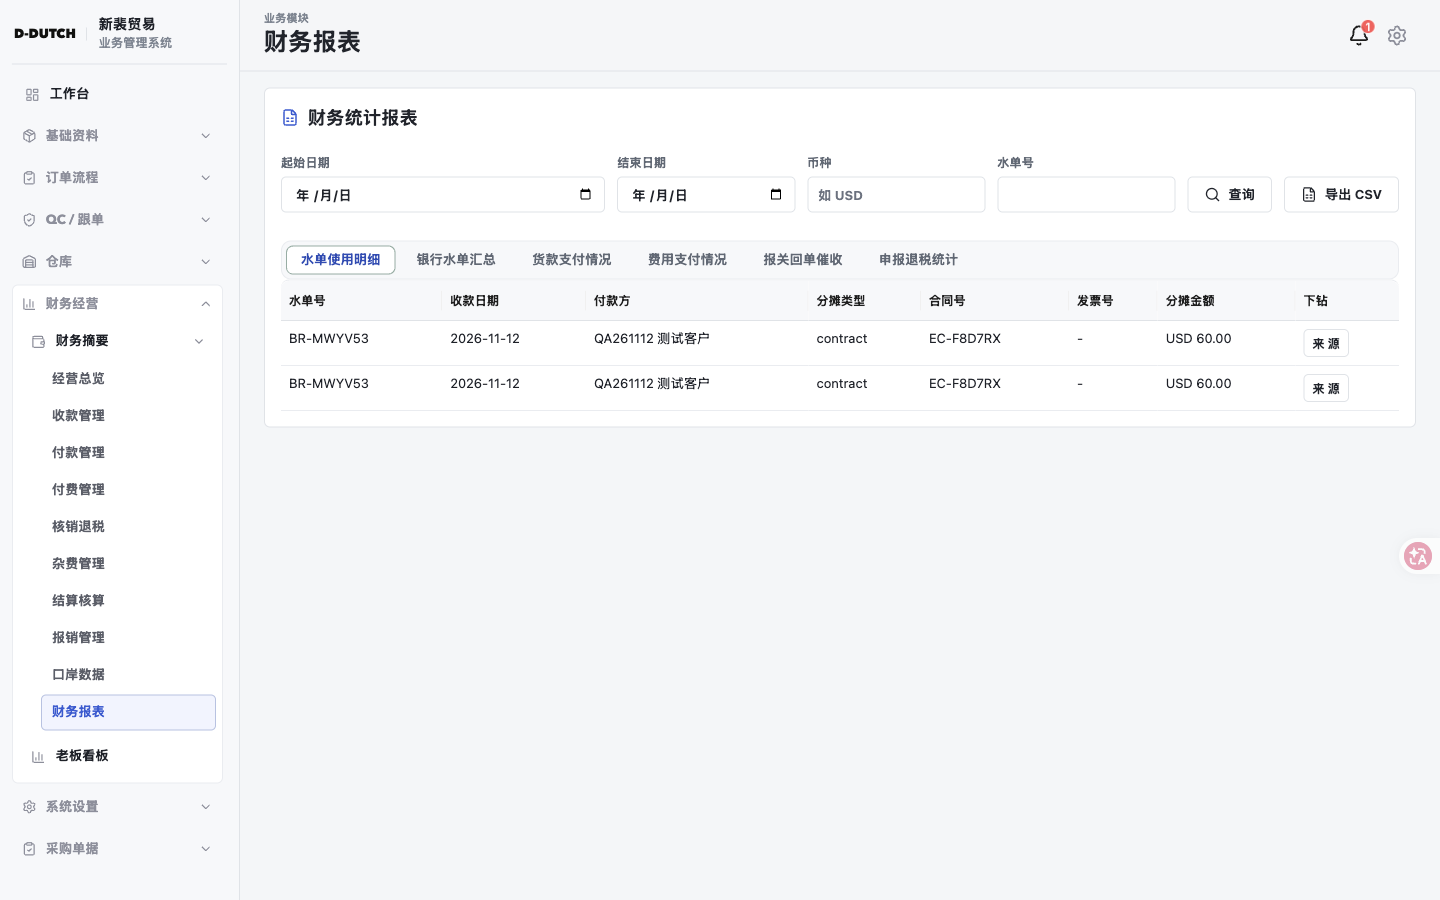 D-DUTCH
新裴贸易
业务管理系统
工作台
基础资料
订单流程
QC / 跟单
仓库
财务经营
财务摘要
经营总览
收款管理
付款管理
付费管理
核销退税
杂费管理
结算核算
报销管理
口岸数据
财务报表
老板看板
系统设置
采购单据
业务模块
财务报表
1
财务统计报表
起始日期 结束日期 币种 水单号
年 /月/日 年 /月/日 如 USD 查询 导出 CSV
水单使用明细 银行水单汇总 货款支付情况 费用支付情况 报关回单催收 申报退税统计
水单号 收款日期 付款方 分摊类型 合同号 发票号 分摊金额 下钻
BR-MWYV53 2026-11-12 QA261112 测试客户 contract EC-F8D7RX - USD 60.00 来 源
BR-MWYV53 2026-11-12 QA261112 测试客户 contract EC-F8D7RX - USD 60.00 来 源